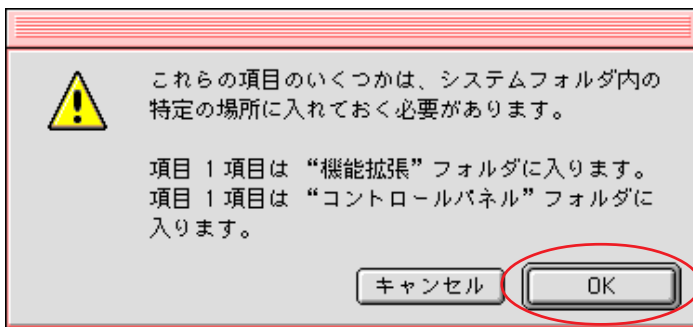 これらの項目のいくつかは、システムフォルダ内の
特定の場所に入れておく必要があります。
項目 1 項目は “機能拡張” フォルダに入ります。
項目 1 項目は “コントロールパネル” フォルダに
入ります。
キャンセル OK